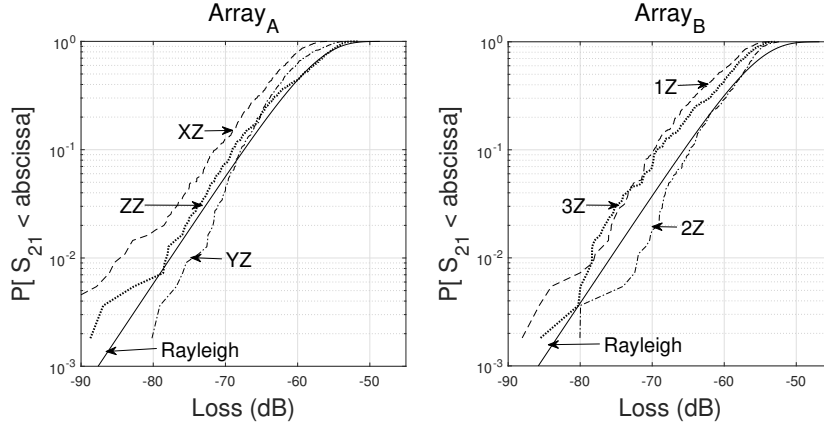 Array_A
P[ S_21 < abscissa]
10^0
10^-1
10^-2
10^-3
XZ
ZZ
YZ
Rayleigh
-90 -80 -70 -60 -50
Loss (dB)
Array_B
P[ S_21 < abscissa]
10^0
10^-1
10^-2
10^-3
1Z
3Z
2Z
Rayleigh
-90 -80 -70 -60 -50
Loss (dB)